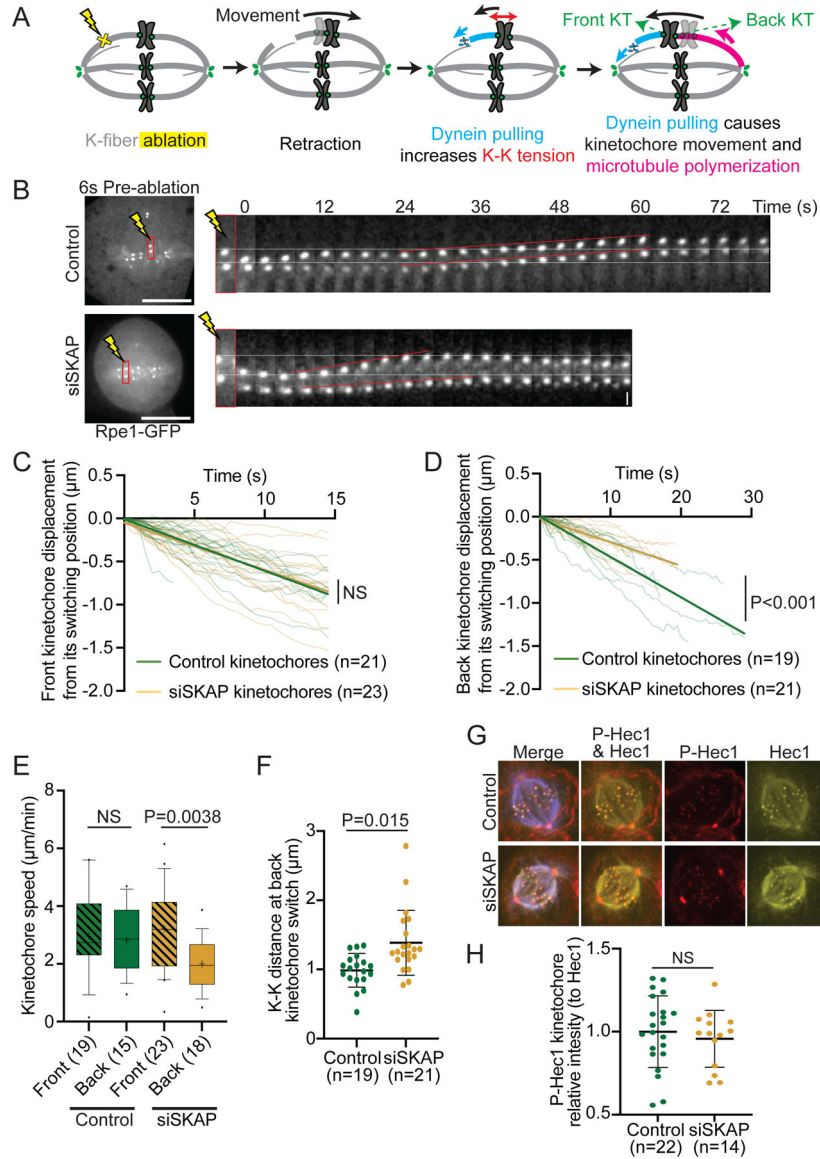 A
Movement
Front KT
Back KT
K-fiber ablation
Retraction
Dynein pulling
increases K-K tension
Dynein pulling causes
kinetochore movement and
microtubule polymerization
B
6s Pre-ablation
0 12 24 36 48 60 72 Time (s)
Control
siSKAP
Rpe1-GFP
C
Time (s)
5 10 15
0.5
0.0
-0.5
-1.0
-1.5
-2.0
Front kinetochore displacement
from its switching position (µm)
NS
Control kinetochores (n=21)
siSKAP kinetochores (n=23)
D
Time (s)
10 20 30
0.5
0.0
-0.5
-1.0
-1.5
-2.0
Back kinetochore displacement
from its switching position (µm)
P<0.001
Control kinetochores (n=19)
siSKAP kinetochores (n=21)
E
Kinetochore speed (µm/min)
8
6
4
2
0
NS
P=0.0038
Front (19)
Back (15)
Front (23)
Back (18)
Control
siSKAP
F
K-K distance at back
kinetochore switch (µm)
3
2
1
0
P=0.015
Control
(n=19)
siSKAP
(n=21)
G
Merge
P-Hec1
& Hec1
P-Hec1
Hec1
Control
siSKAP
H
P-Hec1 kinetochore
relative intesity (to Hec1)
1.5
1.0
0.5
NS
Control
(n=22)
siSKAP
(n=14)